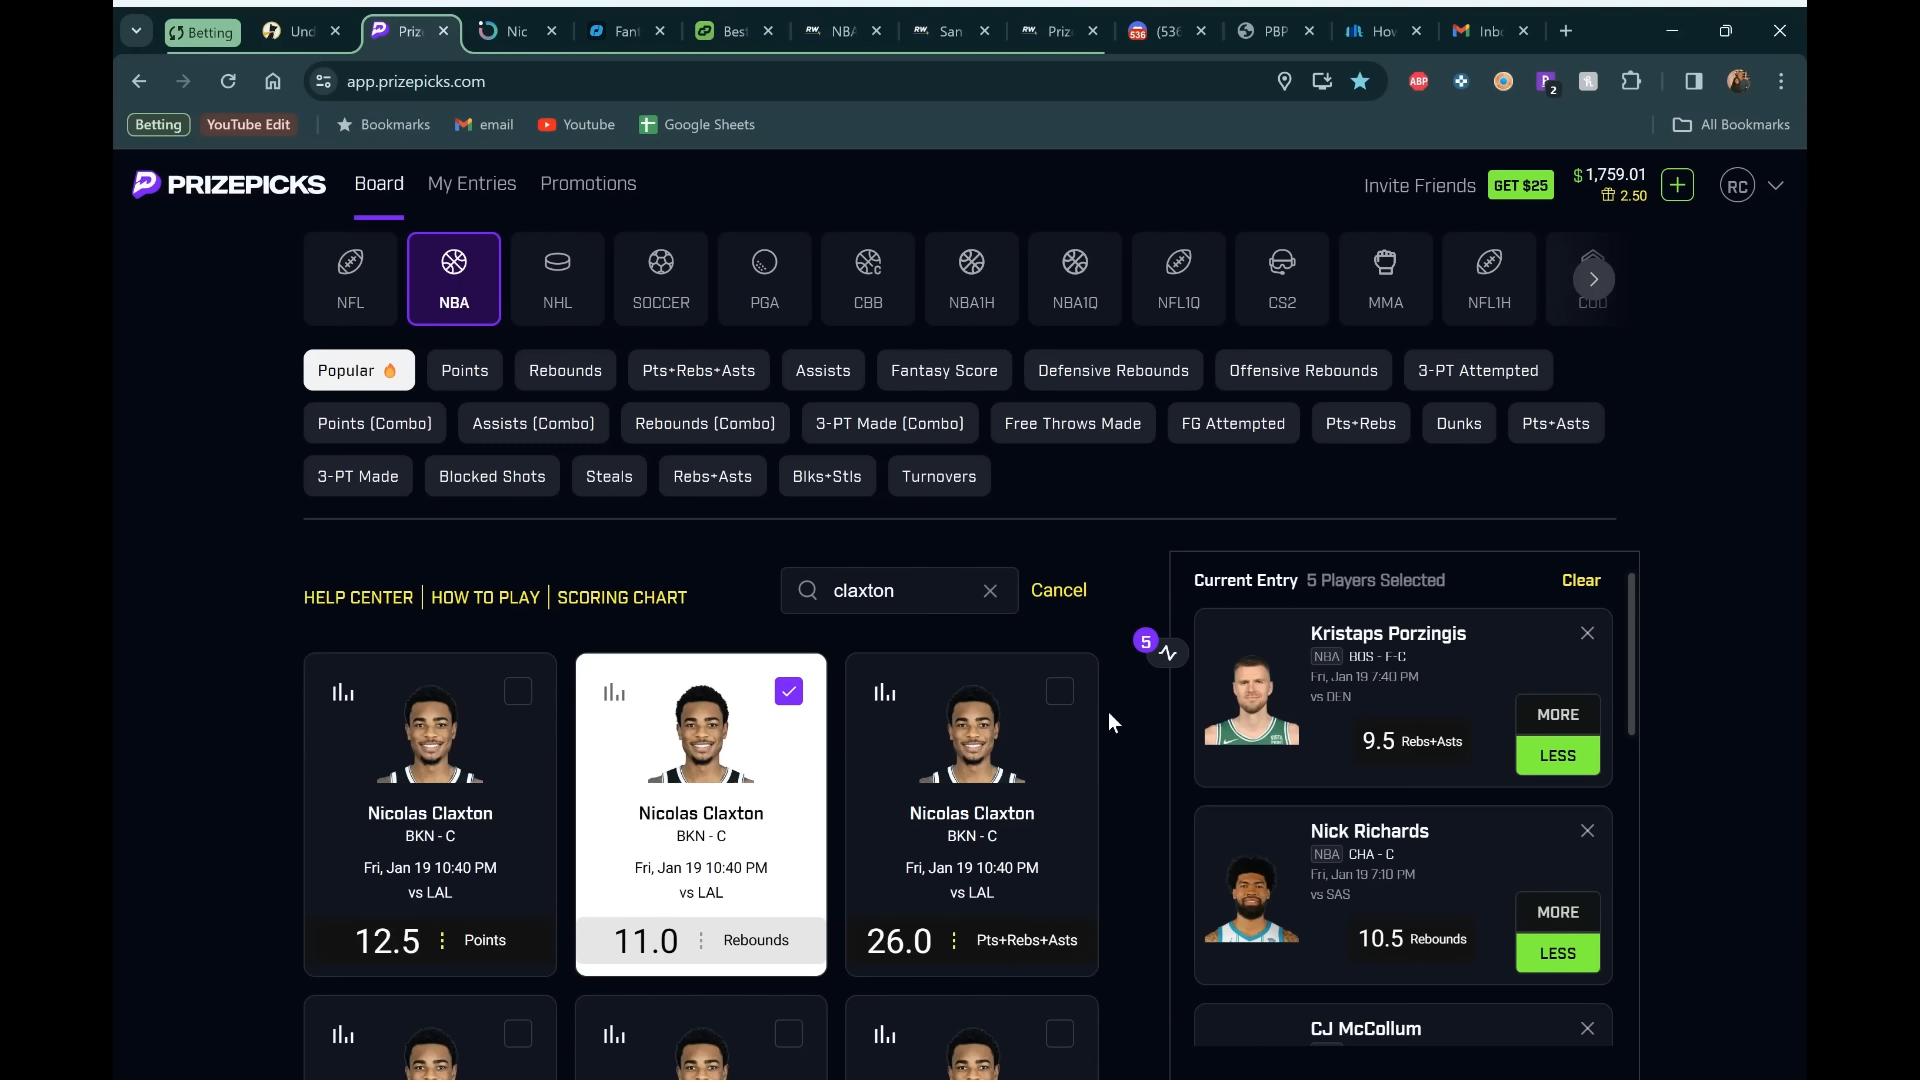 Betting
Und
Priz
Nic
Fant
Best
NBA
San
Priz
(536
PBP
How
Inbo
app.prizepicks.com
ABP
2
Betting
YouTube Edit
Bookmarks
email
Youtube
Google Sheets
All Bookmarks
PRIZEPICKS
Board
My Entries
Promotions
Invite Friends
GET $25
$ 1,759.01
2.50
RC
NFL
NBA
NHL
SOCCER
PGA
CBB
NBA1H
NBA1Q
NFL1Q
CS2
MMA
NFL1H
COD
Popular
Points
Rebounds
Pts+Rebs+Asts
Assists
Fantasy Score
Defensive Rebounds
Offensive Rebounds
3-PT Attempted
Points (Combo)
Assists (Combo)
Rebounds (Combo)
3-PT Made (Combo)
Free Throws Made
FG Attempted
Pts+Rebs
Dunks
Pts+Asts
3-PT Made
Blocked Shots
Steals
Rebs+Asts
Blks+Stls
Turnovers
HELP CENTER
HOW TO PLAY
SCORING CHART
claxton
Cancel
Nicolas Claxton
BKN - C
Fri, Jan 19 10:40 PM
vs LAL
12.5 Points
Nicolas Claxton
BKN - C
Fri, Jan 19 10:40 PM
vs LAL
11.0 Rebounds
Nicolas Claxton
BKN - C
Fri, Jan 19 10:40 PM
vs LAL
26.0 Pts+Rebs+Asts
5
Current Entry 5 Players Selected
Clear
Kristaps Porzingis
NBA BOS - F-C
Fri, Jan 19 7:40 PM
vs DEN
9.5 Rebs+Asts
MORE
LESS
Nick Richards
NBA CHA - C
Fri, Jan 19 7:10 PM
vs SAS
10.5 Rebounds
MORE
LESS
CJ McCollum